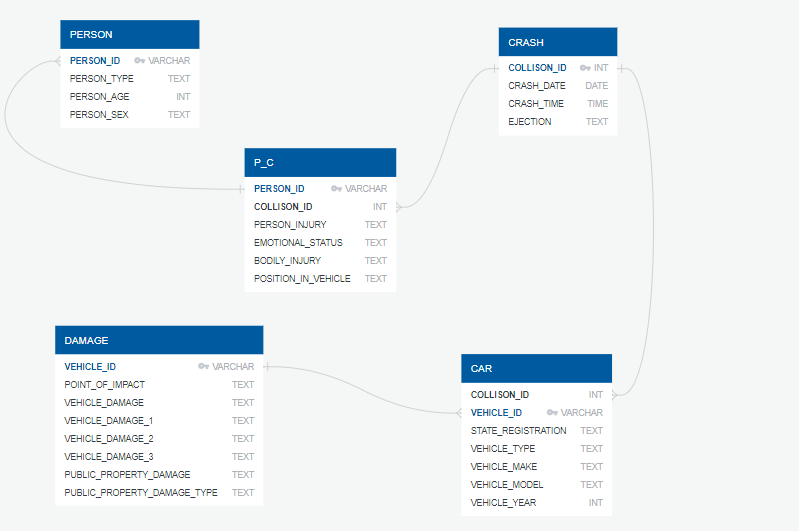 PERSON
PERSON_ID VARCHAR
PERSON_TYPE TEXT
PERSON_AGE INT
PERSON_SEX TEXT
CRASH
COLLISON_ID INT
CRASH_DATE DATE
CRASH_TIME TIME
EJECTION TEXT
P_C
PERSON_ID VARCHAR
COLLISON_ID INT
PERSON_INJURY TEXT
EMOTIONAL_STATUS TEXT
BODILY_INJURY TEXT
POSITION_IN_VEHICLE TEXT
DAMAGE
VEHICLE_ID VARCHAR
POINT_OF_IMPACT TEXT
VEHICLE_DAMAGE TEXT
VEHICLE_DAMAGE_1 TEXT
VEHICLE_DAMAGE_2 TEXT
VEHICLE_DAMAGE_3 TEXT
PUBLIC_PROPERTY_DAMAGE TEXT
PUBLIC_PROPERTY_DAMAGE_TYPE TEXT
CAR
COLLISON_ID INT
VEHICLE_ID VARCHAR
STATE_REGISTRATION TEXT
VEHICLE_TYPE TEXT
VEHICLE_MAKE TEXT
VEHICLE_MODEL TEXT
VEHICLE_YEAR INT